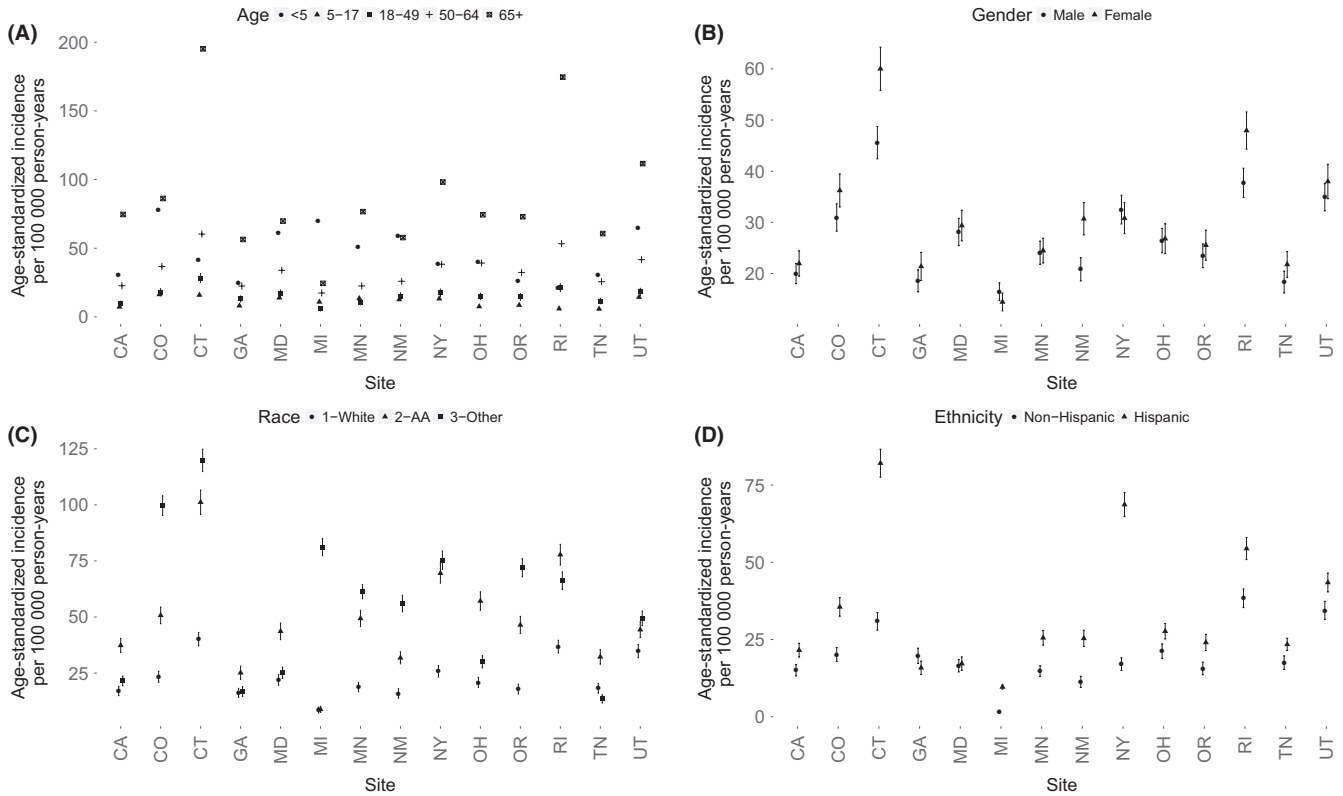 (A)
Age <5 5−17 18−49 50−64 65+
Age-standardized incidence
per 100 000 person-years
200
150
100
50
0
CA CO CT GA MD MI MN NM NY OH OR RI TN UT
Site
(B)
Gender Male Female
Age-standardized incidence
per 100 000 person-years
60
50
40
30
20
CA CO CT GA MD MI MN NM NY OH OR RI TN UT
Site
(C)
Race 1−White 2−AA 3−Other
Age-standardized incidence
per 100 000 person-years
125
100
75
50
25
CA CO CT GA MD MI MN NM NY OH OR RI TN UT
Site
(D)
Ethnicity Non−Hispanic Hispanic
Age-standardized incidence
per 100 000 person-years
75
50
25
0
CA CO CT GA MD MI MN NM NY OH OR RI TN UT
Site